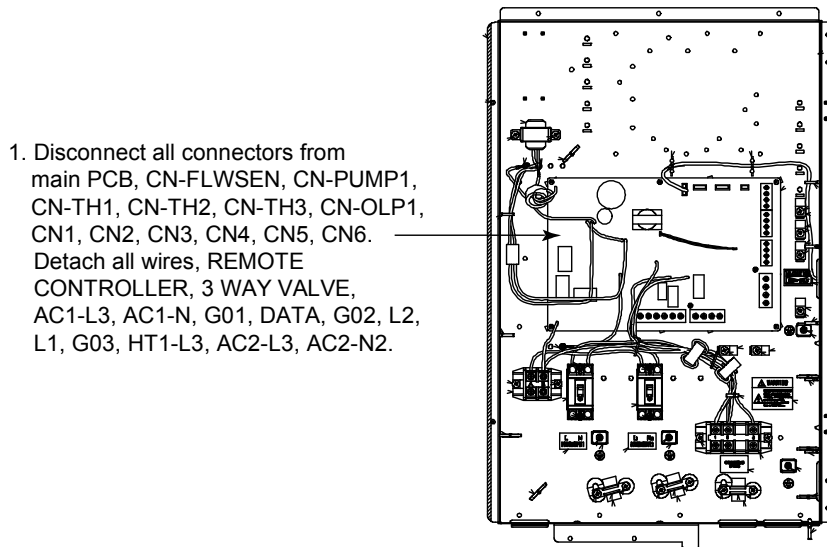 1. Disconnect all connectors from
main PCB, CN-FLWSEN, CN-PUMP1,
CN-TH1, CN-TH2, CN-TH3, CN-OLP1,
CN1, CN2, CN3, CN4, CN5, CN6.
Detach all wires, REMOTE
CONTROLLER, 3 WAY VALVE,
AC1-L3, AC1-N, G01, DATA, G02, L2,
L1, G03, HT1-L3, AC2-L3, AC2-N2.
WARNING